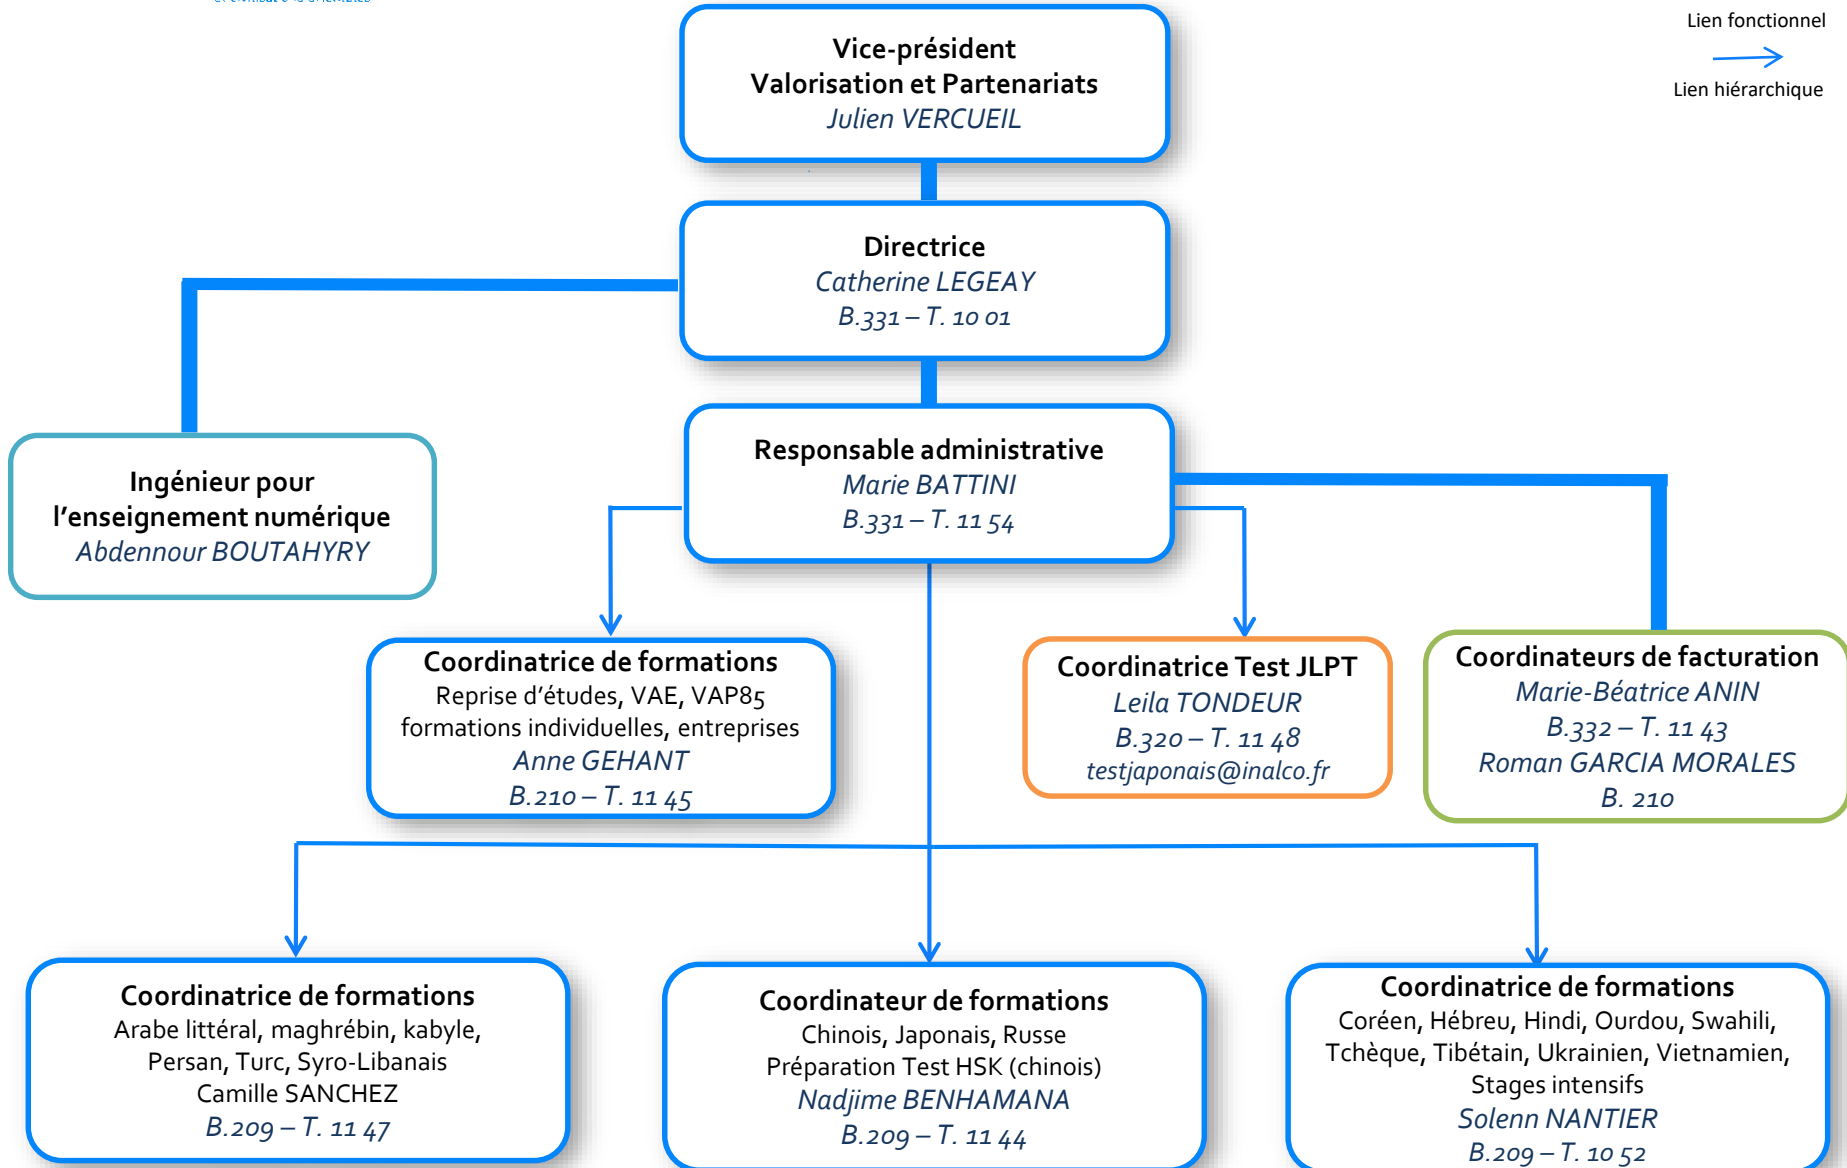 Lien fonctionnel
Lien hiérarchique
Vice-président
Valorisation et Partenariats
Julien VERCUEIL
Directrice
Catherine LEGEAY
B.331 – T. 10 01
Responsable administrative
Marie BATTINI
B.331 – T. 11 54
Ingénieur pour
l'enseignement numérique
Abdennour BOUTAHYRY
Coordinatrice de formations
Reprise d'études, VAE, VAP85
formations individuelles, entreprises
Anne GEHANT
B.210 – T. 11 45
Coordinatrice Test JLPT
Leila TONDEUR
B.320 – T. 11 48
testjaponais@inalco.fr
Coordinateurs de facturation
Marie-Béatrice ANIN
B.332 – T. 11 43
Roman GARCIA MORALES
B. 210
Coordinatrice de formations
Arabe littéral, maghrébin, kabyle,
Persan, Turc, Syro-Libanais
Camille SANCHEZ
B.209 – T. 11 47
Coordinateur de formations
Chinois, Japonais, Russe
Préparation Test HSK (chinois)
Nadjime BENHAMANA
B.209 – T. 11 44
Coordinatrice de formations
Coréen, Hébreu, Hindi, Ourdou, Swahili,
Tchèque, Tibétain, Ukrainien, Vietnamien,
Stages intensifs
Solenn NANTIER
B.209 – T. 10 52